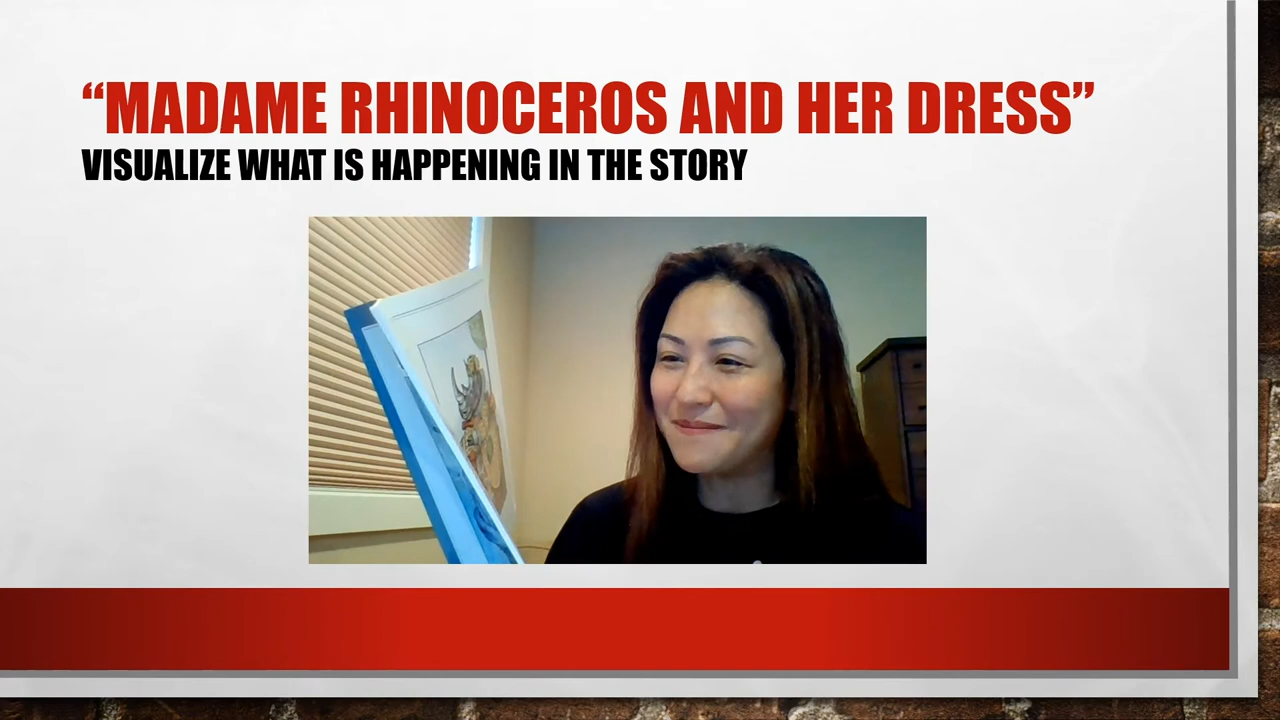 “MADAME RHINOCEROS AND HER DRESS”
VISUALIZE WHAT IS HAPPENING IN THE STORY